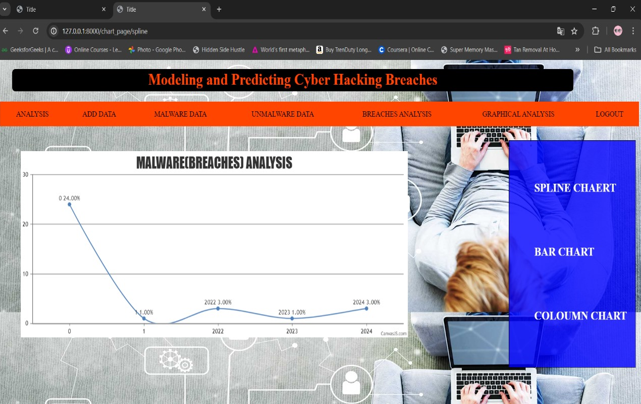 Title
Title
127.0.0.1:8000/chart_page/spline
GeeksforGeeks | A c...
Online Courses - Le...
Photo - Google Pho...
Hidden Side Hustle
World's first metaph...
Buy TrenDuty Long...
Coursera | Online C...
Super Memory Mas...
Tan Removal At Ho...
»
All Bookmarks
Modeling and Predicting Cyber Hacking Breaches
ANALYSIS
ADD DATA
MALWARE DATA
UNMALWARE DATA
BREACHES ANALYSIS
GRAPHICAL ANALYSIS
LOGOUT
MALWARE(BREACHES) ANALYSIS
30
20
10
0
0 24.00%
1 1.00%
2022 3.00%
2023 1.00%
2024 3.00%
0
1
2022
2023
2024
CanvasJS.com
SPLINE CHAERT
BAR CHART
COLOUMN CHART